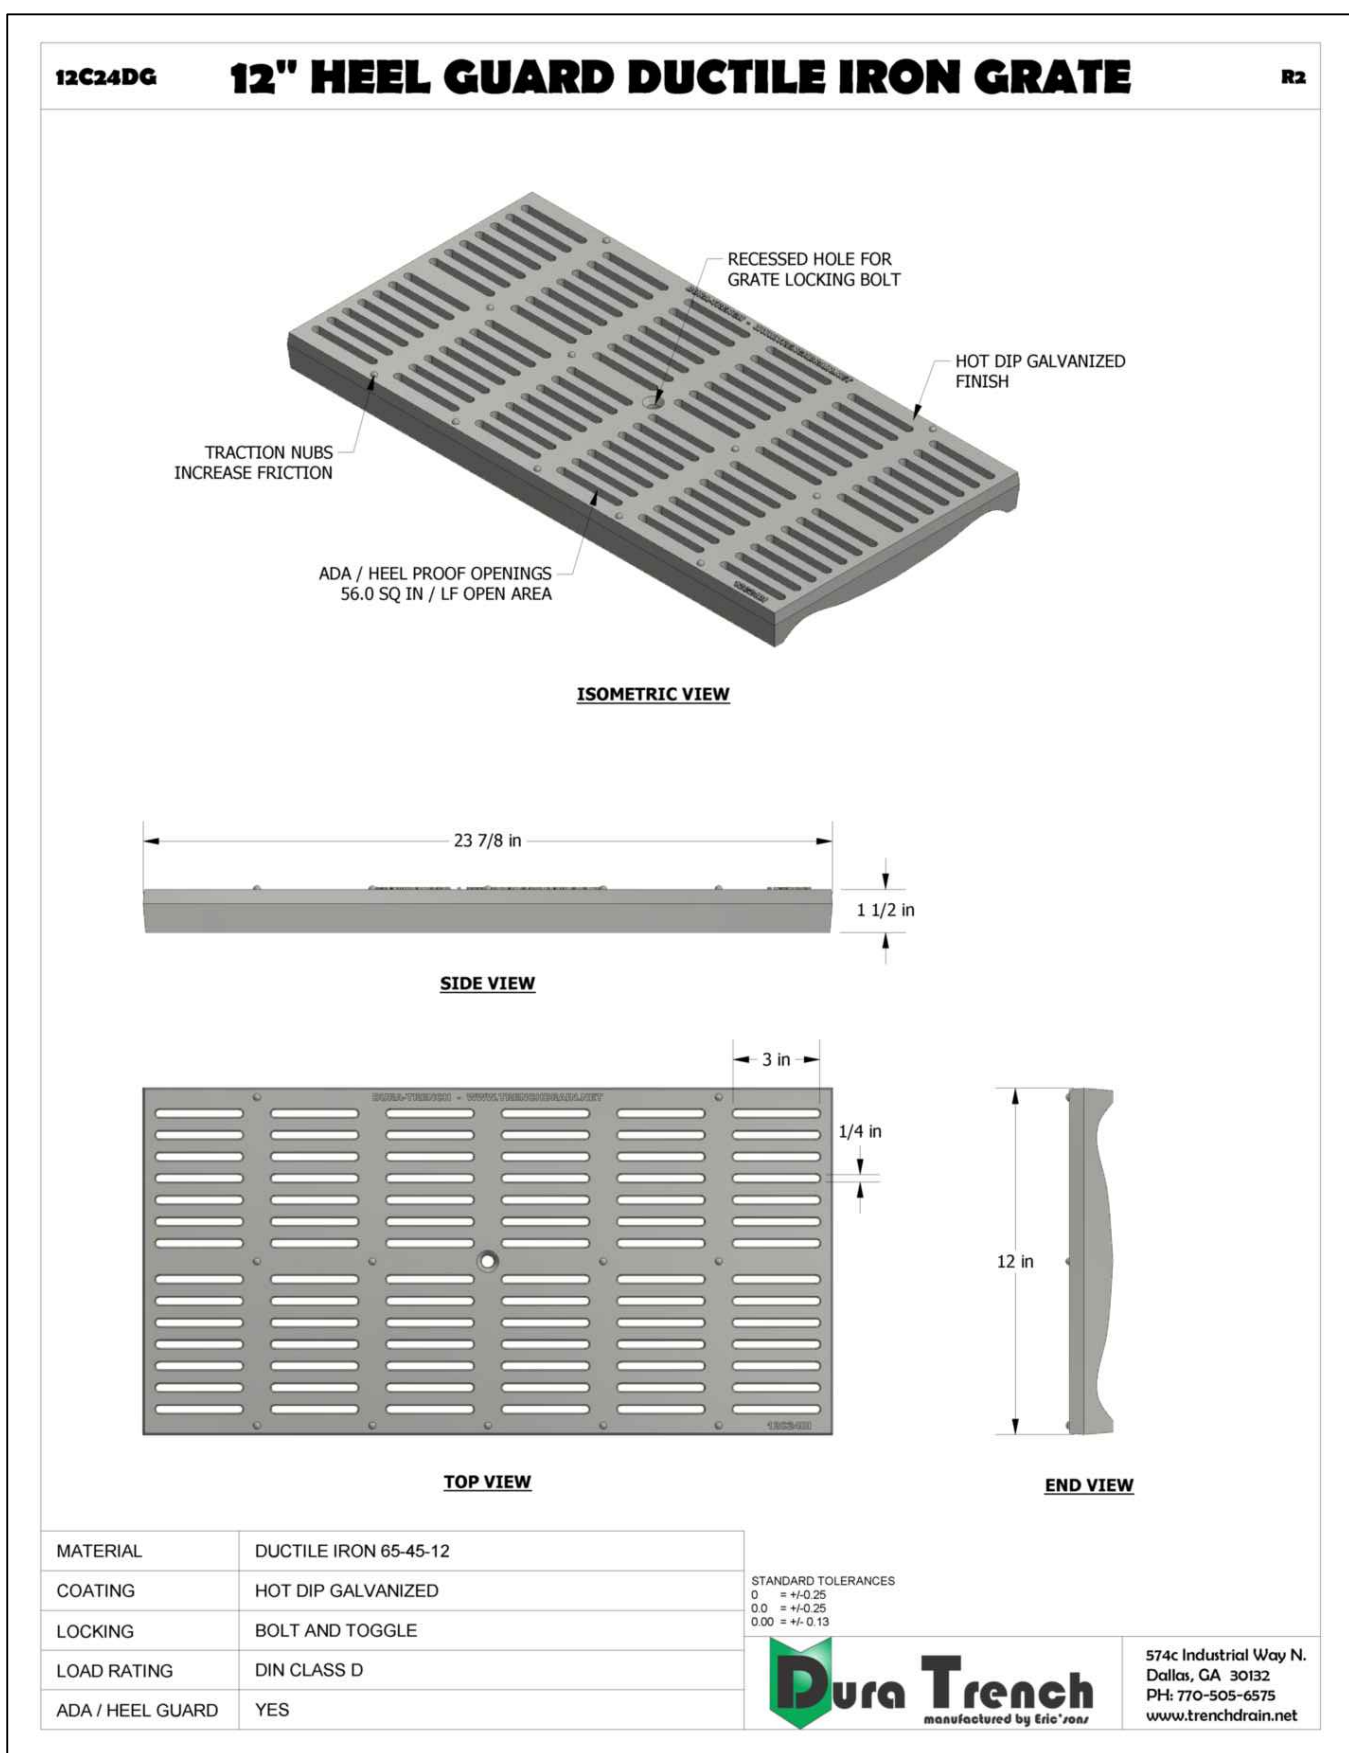 12C24DG
12" HEEL GUARD DUCTILE IRON GRATE
R2
RECESSED HOLE FOR
GRATE LOCKING BOLT
HOT DIP GALVANIZED
FINISH
TRACTION NUBS
INCREASE FRICTION
ADA / HEEL PROOF OPENINGS
56.0 SQ IN / LF OPEN AREA
ISOMETRIC VIEW
23 7/8 in
1 1/2 in
SIDE VIEW
3 in
DURA-TRENCH - WWW.TRENCHDRAIN.NET
1/4 in
12 in
TOP VIEW
END VIEW
MATERIAL DUCTILE IRON 65-45-12
COATING HOT DIP GALVANIZED
LOCKING BOLT AND TOGGLE
LOAD RATING DIN CLASS D
ADA / HEEL GUARD YES
STANDARD TOLERANCES
0 = +/-0.25
0.0 = +/-0.25
0.00 = +/- 0.13
Dura Trench
manufactured by Eric'sons
574c Industrial Way N.
Dallas, GA 30132
PH: 770-505-6575
www.trenchdrain.net